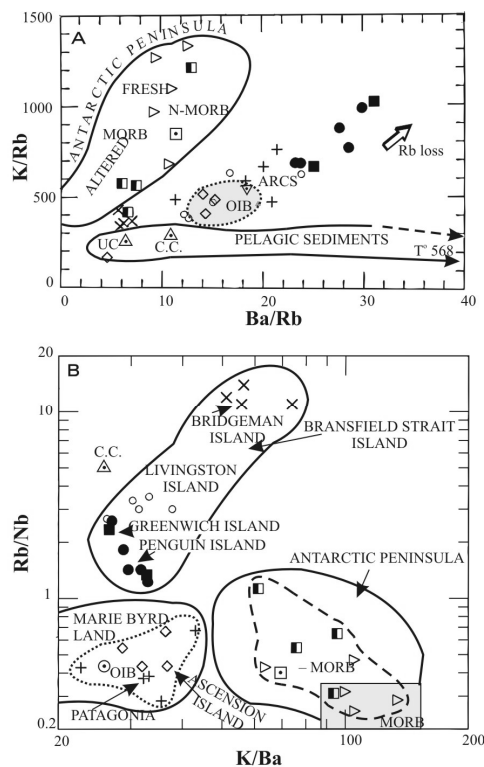 A
1500
1000
500
0
K/Rb
ANTARCTIC PENINSULA
FRESH
N-MORB
MORB
ALTERED
Rb loss
ARCS
OIB
UC
C.C.
PELAGIC SEDIMENTS
T° 568
0
10
20
30
40
Ba/Rb
B
20
10
1
0.2
Rb/Nb
BRIDGEMAN
ISLAND
BRANSFIELD STRAIT
ISLAND
C.C.
LIVINGSTON
ISLAND
GREENWICH ISLAND
PENGUIN ISLAND
ANTARCTIC PENINSULA
MARIE BYRD
LAND
OIB
PATAGONIA
ASCENSION
ISLAND
– MORB
MORB
20
100
200
K/Ba